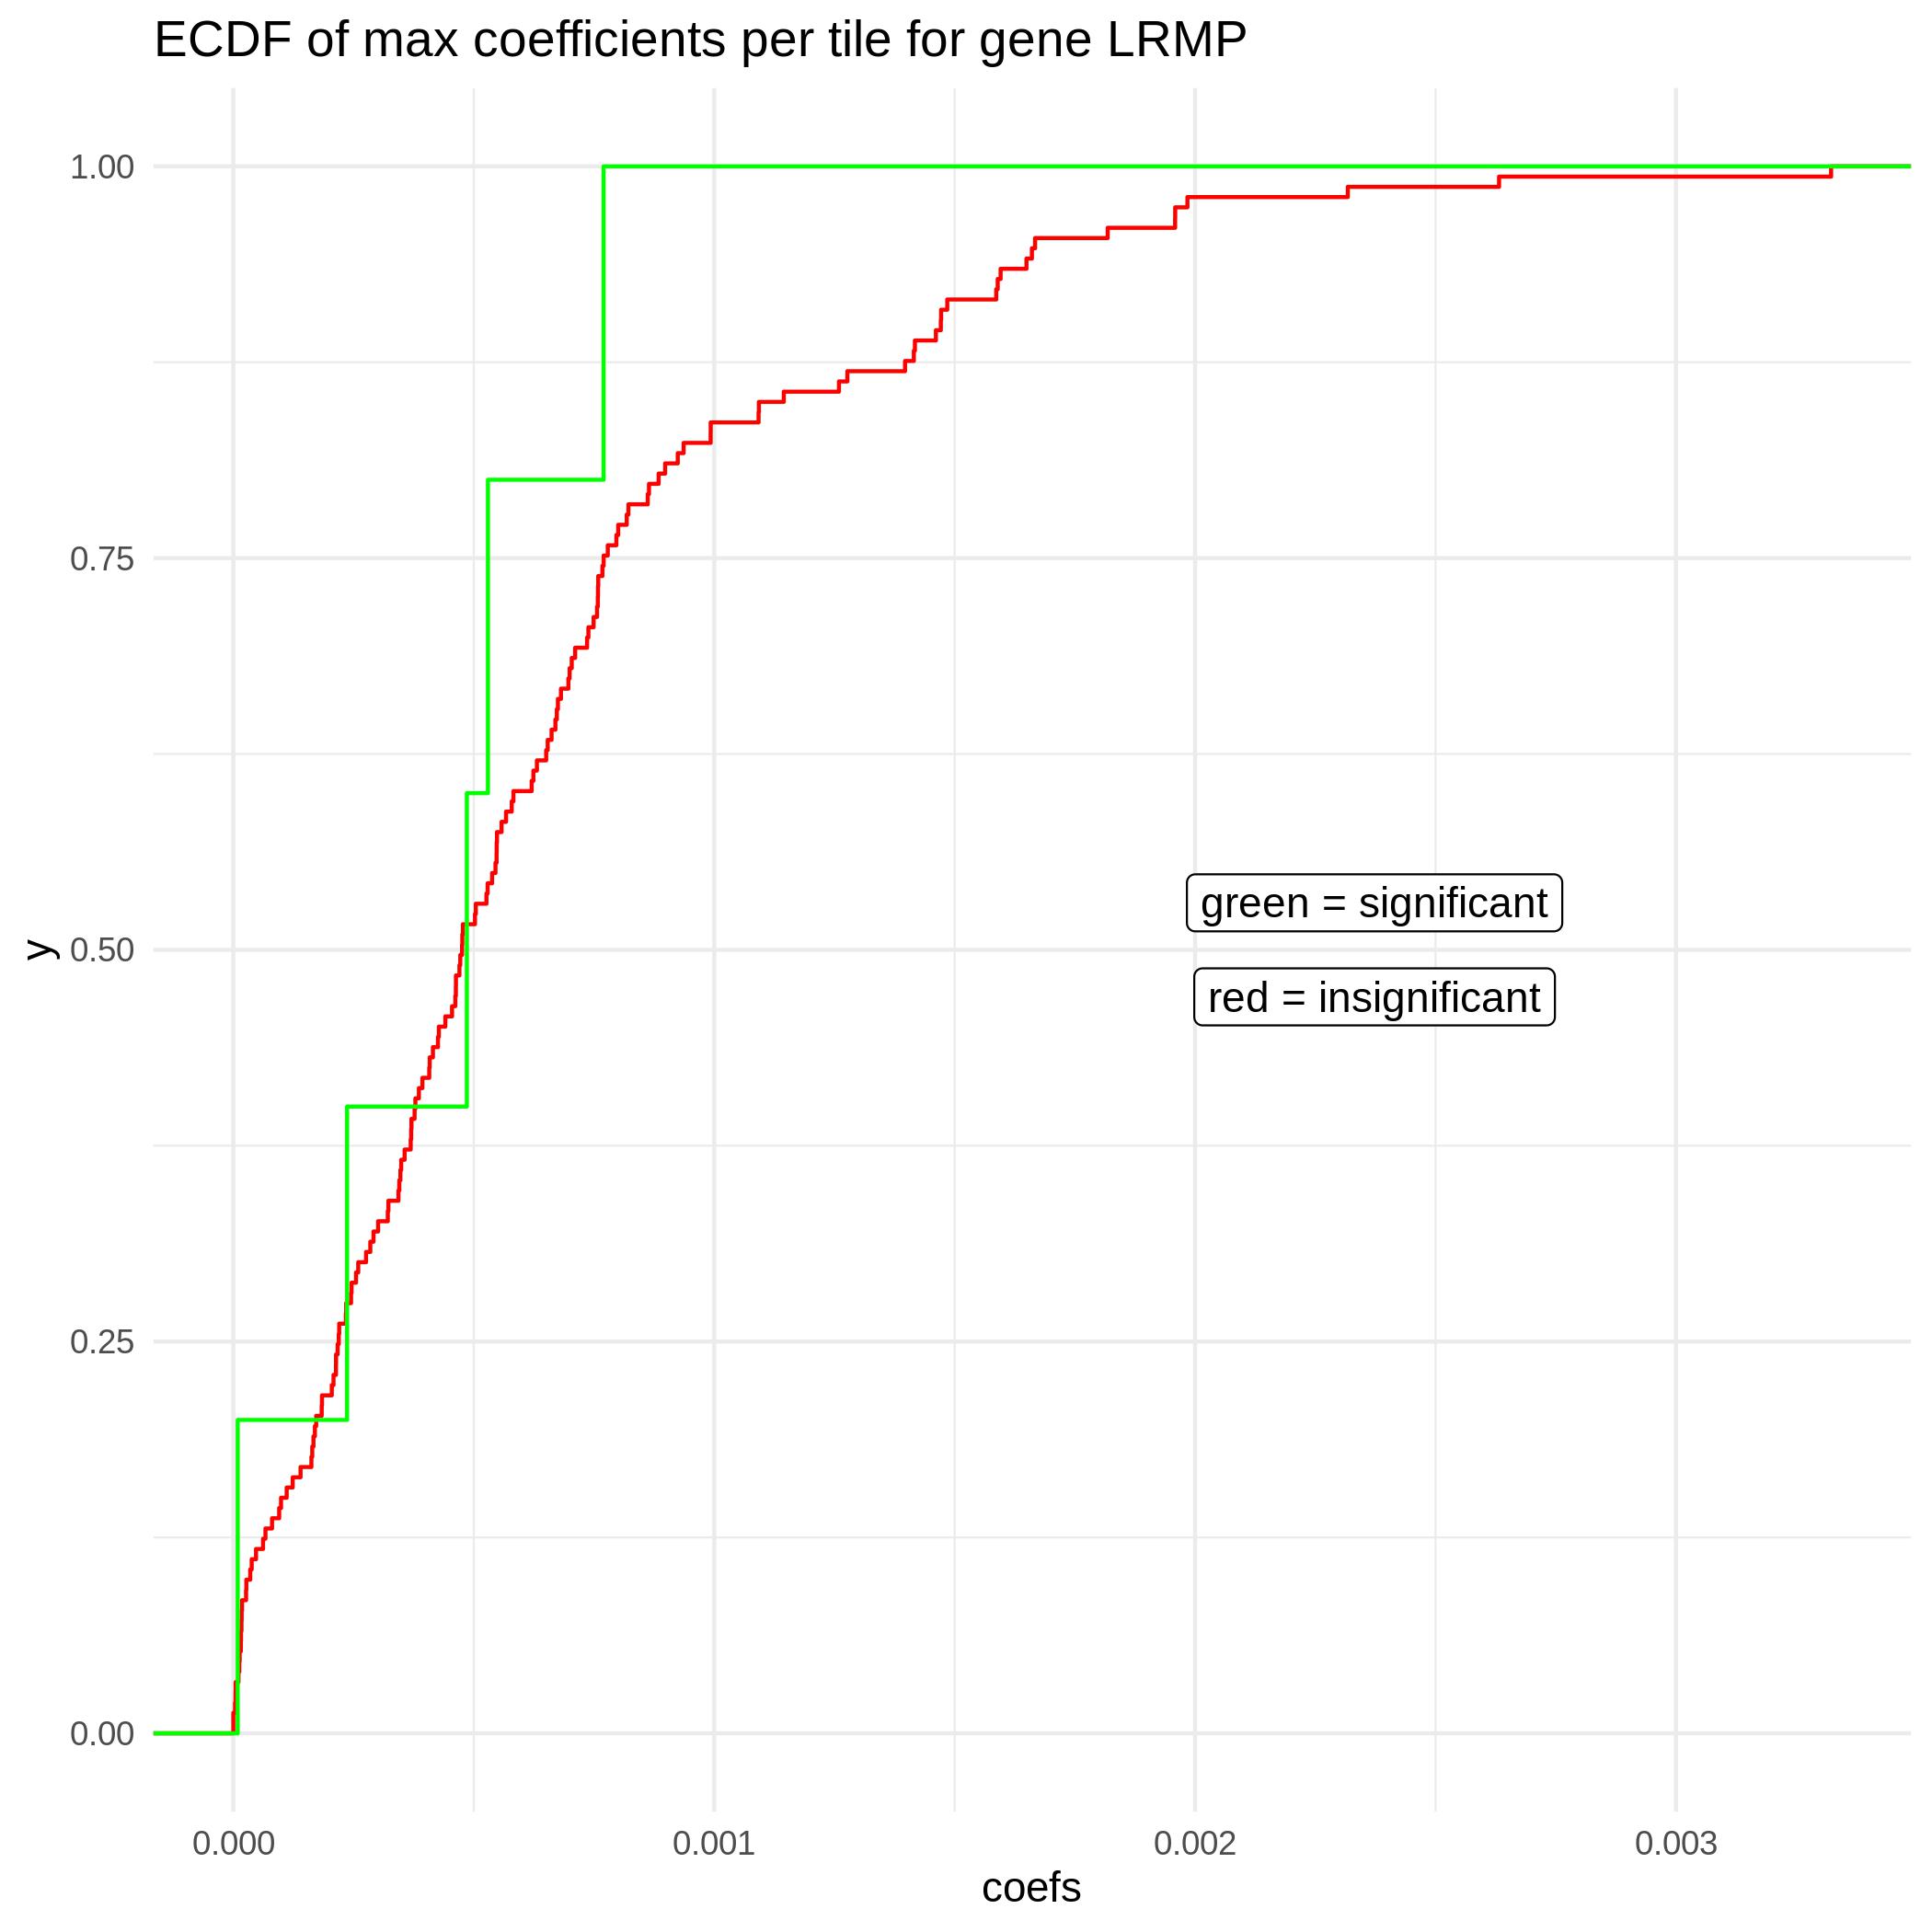 ECDF of max coefficients per tile for gene LRMP
1.00
0.75
0.50
0.25
0.00
y
green = significant
red = insignificant
0.000
0.001
0.002
0.003
coefs